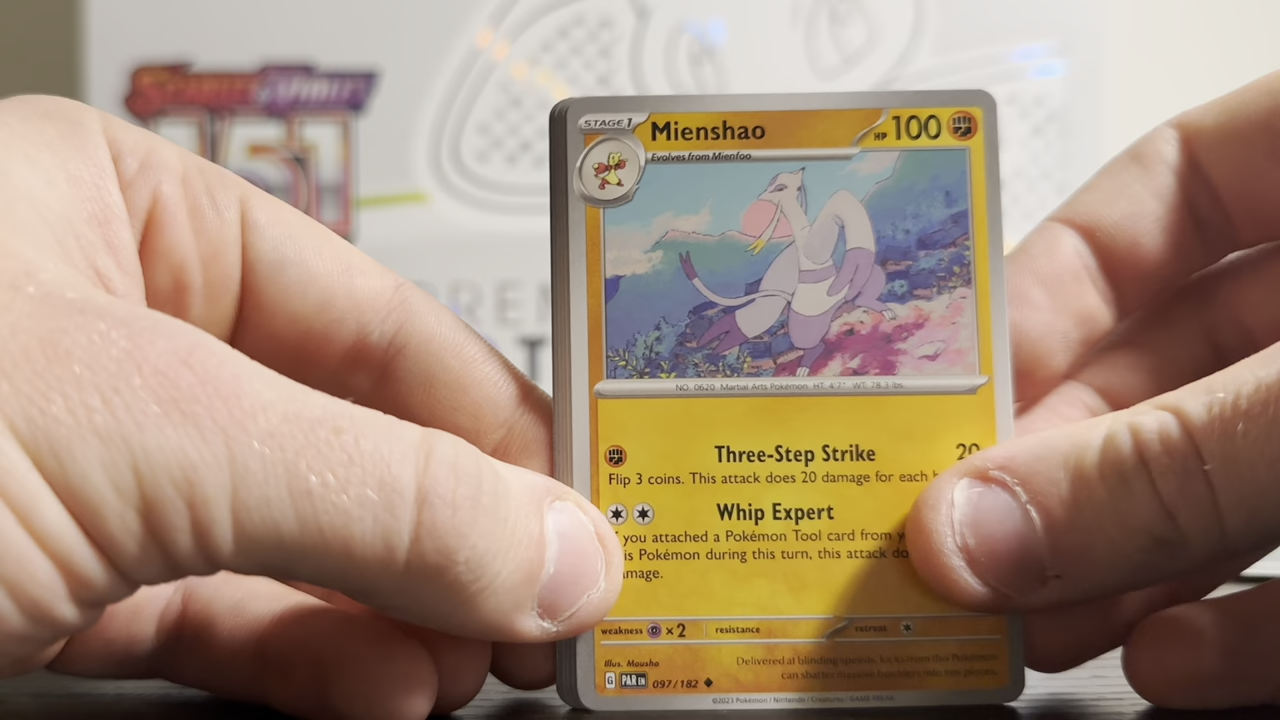 151
STAGE 1
Mienshao
HP 100
Evolves from Mienfoo
NO. 0620 Martial Arts Pokémon HT: 4'7" WT: 78.3 lbs.
Three-Step Strike 20
Flip 3 coins. This attack does 20 damage for each
Whip Expert
you attached a Pokémon Tool card from
is Pokémon during this turn, this attack do
amage.
weakness ×2 resistance retreat
Illus. Mousho
Delivered at blinding speeds, kicks from this Pokémon
can shatter massive boulders into tiny pieces.
G PAR EN 097/182
©2023 Pokémon / Nintendo / Creatures / GAME FREAK